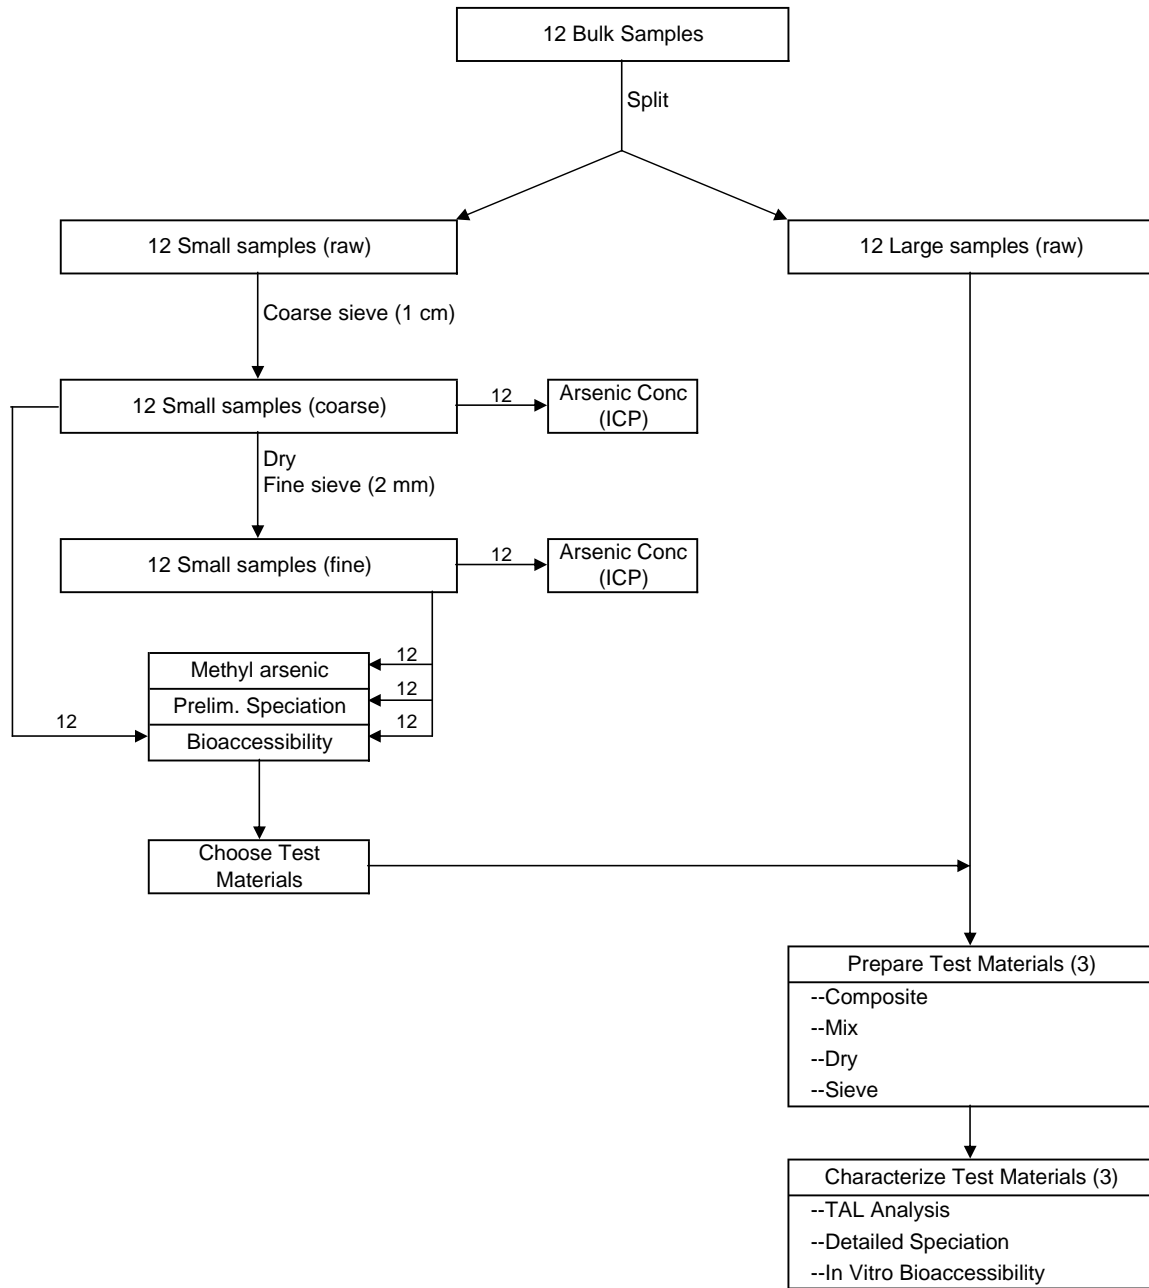 12 Bulk Samples
Split
12 Small samples (raw)
12 Large samples (raw)
Coarse sieve (1 cm)
12 Small samples (coarse)
12
Arsenic Conc
(ICP)
Dry
Fine sieve (2 mm)
12 Small samples (fine)
12
Arsenic Conc
(ICP)
Methyl arsenic
12
Prelim. Speciation
12
12
Bioaccessibility
12
Choose Test
Materials
Prepare Test Materials (3)
--Composite
--Mix
--Dry
--Sieve
Characterize Test Materials (3)
--TAL Analysis
--Detailed Speciation
--In Vitro Bioaccessibility